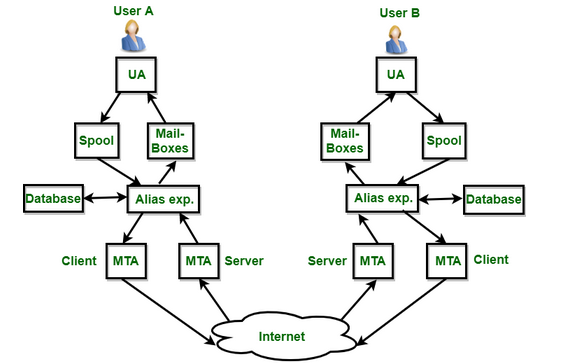 User A
User B
UA
UA
Spool
Mail-
Boxes
Mail-
Boxes
Spool
Database
Alias exp.
Alias exp.
Database
Client
MTA
MTA
Server
Server
MTA
MTA
Client
Internet